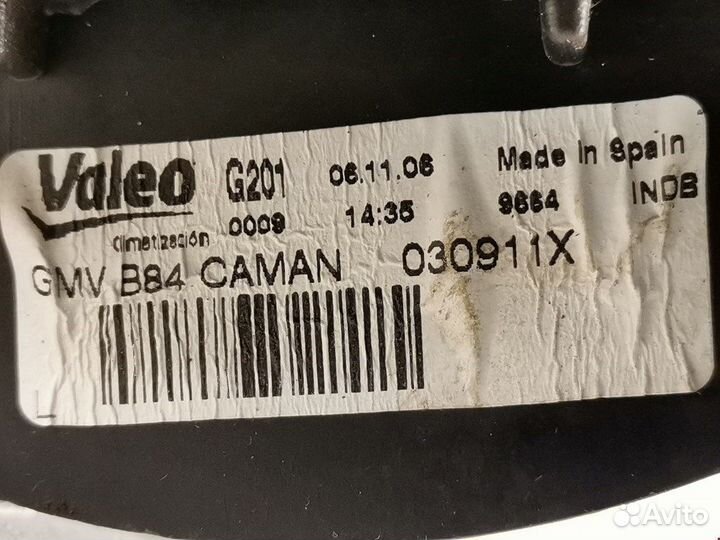 Valeo G201 06.11.06 Made in Spain
Climatización 0009 14:35 9664 INDB
GMV B84 CAMAN 030911X
L
Avito